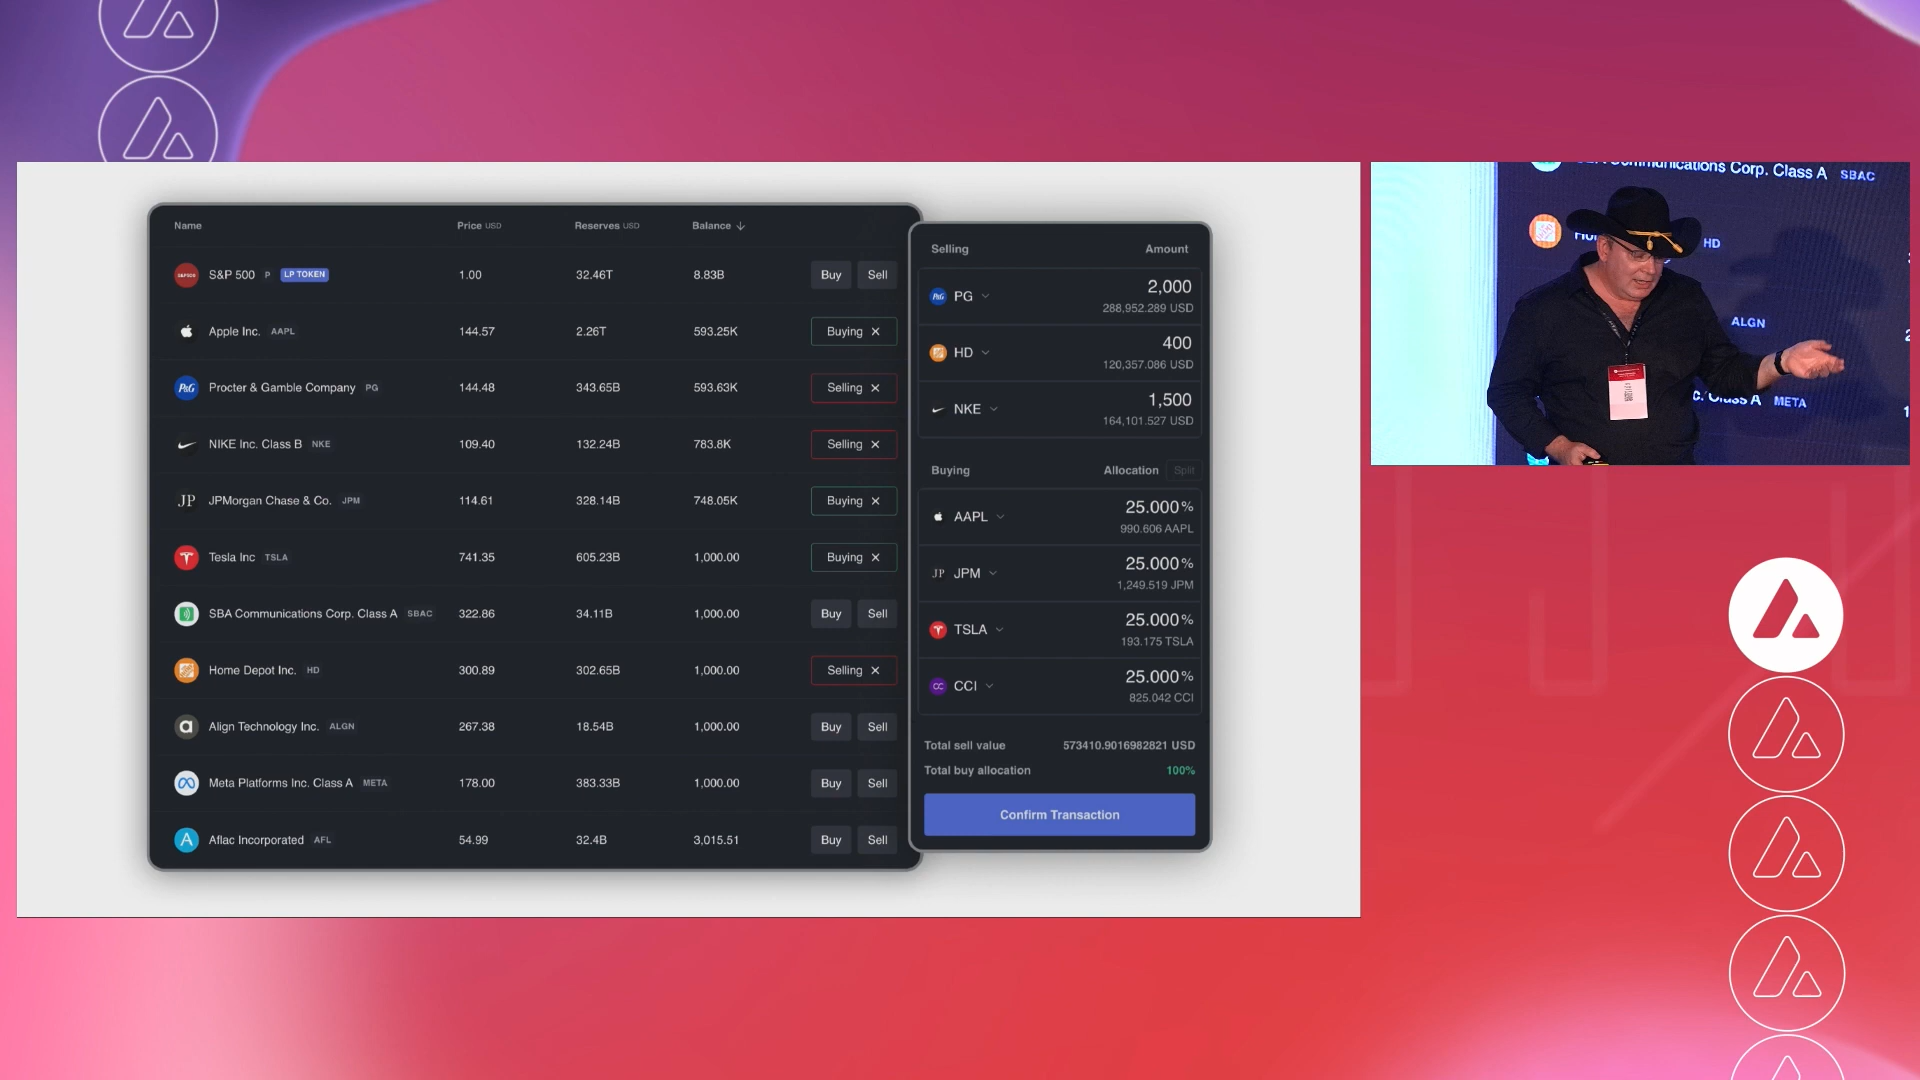 Name Price USD Reserves USD Balance ↓
S&P500 S&P 500 P LP TOKEN 1.00 32.46T 8.83B Buy Sell
Apple Inc. AAPL 144.57 2.26T 593.25K Buying ×
P&G Procter & Gamble Company PG 144.48 343.65B 593.63K Selling ×
NIKE Inc. Class B NKE 109.40 132.24B 783.8K Selling ×
JP JPMorgan Chase & Co. JPM 114.61 328.14B 748.05K Buying ×
Tesla Inc TSLA 741.35 605.23B 1,000.00 Buying ×
SBA Communications Corp. Class A SBAC 322.86 34.11B 1,000.00 Buy Sell
Home Depot Inc. HD 300.89 302.65B 1,000.00 Selling ×
a Align Technology Inc. ALGN 267.38 18.54B 1,000.00 Buy Sell
Meta Platforms Inc. Class A META 178.00 383.33B 1,000.00 Buy Sell
A Aflac Incorporated AFL 54.99 32.4B 3,015.51 Buy Sell
Selling Amount
P&G PG 2,000
288,952.289 USD
HD 400
120,357.086 USD
NKE 1,500
164,101.527 USD
Buying Allocation Split
AAPL 25.000%
990.606 AAPL
JP JPM 25.000%
1,249.519 JPM
TSLA 25.000%
193.175 TSLA
CC CCI 25.000%
825.042 CCI
Total sell value 573410.9016982821 USD
Total buy allocation 100%
Confirm Transaction
Communications Corp. Class A SBAC
HD
ALGN
Class A META